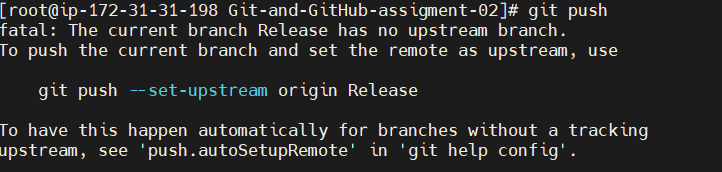 [root@ip-172-31-31-198 Git-and-GitHub-assigment-02]# git push
fatal: The current branch Release has no upstream branch.
To push the current branch and set the remote as upstream, use
git push --set-upstream origin Release
To have this happen automatically for branches without a tracking
upstream, see 'push.autoSetupRemote' in 'git help config'.